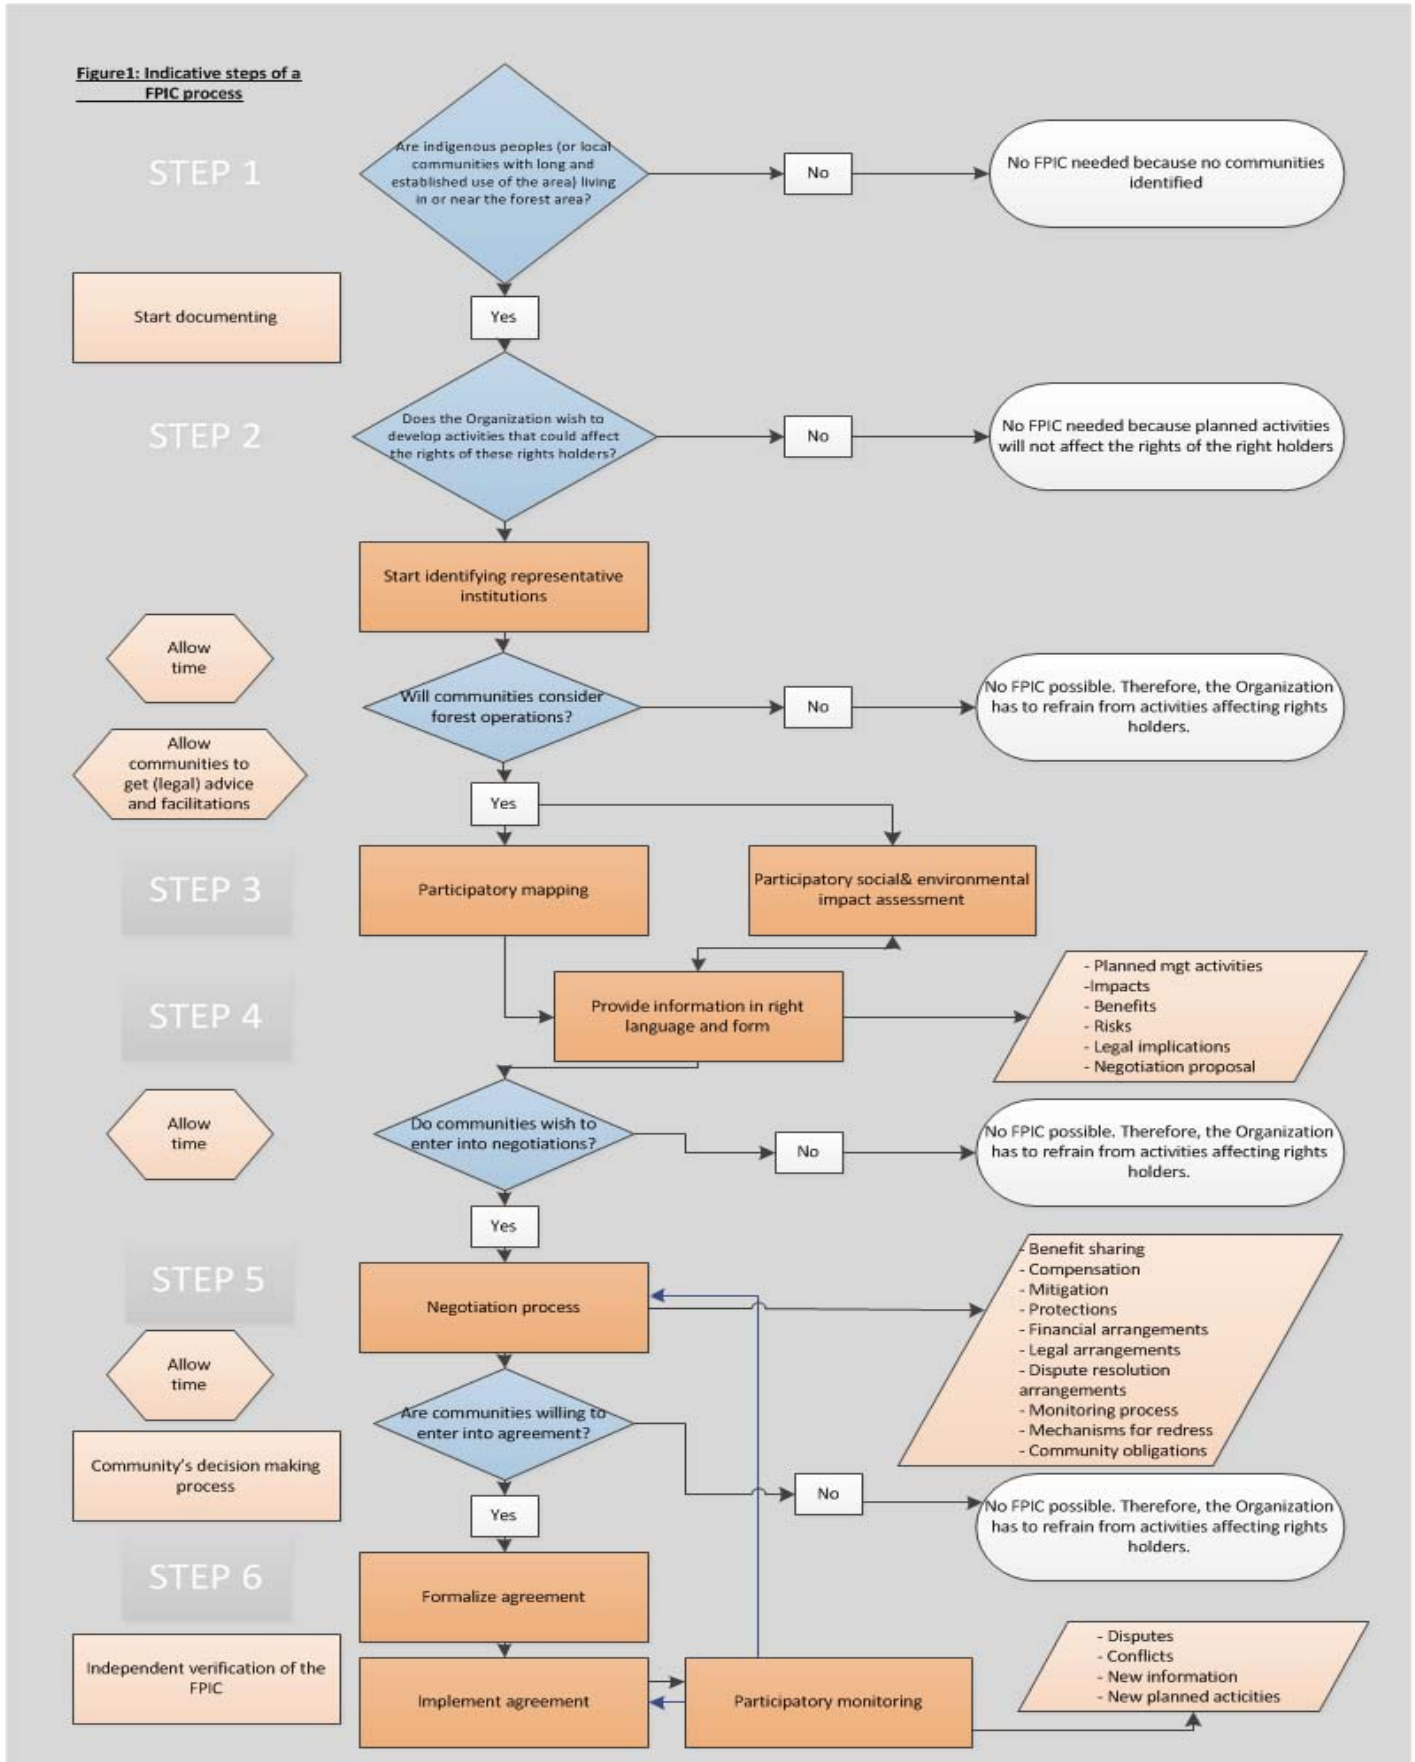 Figure1: Indicative steps of a
FPIC process
STEP 1
Are indigenous peoples (or local
communities with long and
established use of the area) living
in or near the forest area?
No
No FPIC needed because no communities
identified
Start documenting
Yes
STEP 2
Does the Organization wish to
develop activities that could affect
the rights of these rights holders?
No
No FPIC needed because planned activities
will not affect the rights of the right holders
Start identifying representative
institutions
Allow
time
Will communities consider
forest operations?
No
No FPIC possible. Therefore, the Organization
has to refrain from activities affecting rights
holders.
Allow
communities to
get (legal) advice
and facilitations
Yes
STEP 3
Participatory mapping
Participatory social& environmental
impact assessment
STEP 4
Provide information in right
language and form
- Planned mgt activities
-Impacts
- Benefits
- Risks
- Legal implications
- Negotiation proposal
Allow
time
Do communities wish to
enter into negotiations?
No
No FPIC possible. Therefore, the Organization
has to refrain from activities affecting rights
holders.
Yes
STEP 5
Negotiation process
- Benefit sharing
- Compensation
- Mitigation
- Protections
- Financial arrangements
- Legal arrangements
- Dispute resolution
arrangements
- Monitoring process
- Mechanisms for redress
- Community obligations
Allow
time
Are communities willing to
enter into agreement?
Community's decision making
process
No
No FPIC possible. Therefore, the Organization
has to refrain from activities affecting rights
holders.
Yes
STEP 6
Formalize agreement
Independent verification of the
FPIC
Implement agreement
Participatory monitoring
- Disputes
- Conflicts
- New information
- New planned acticities